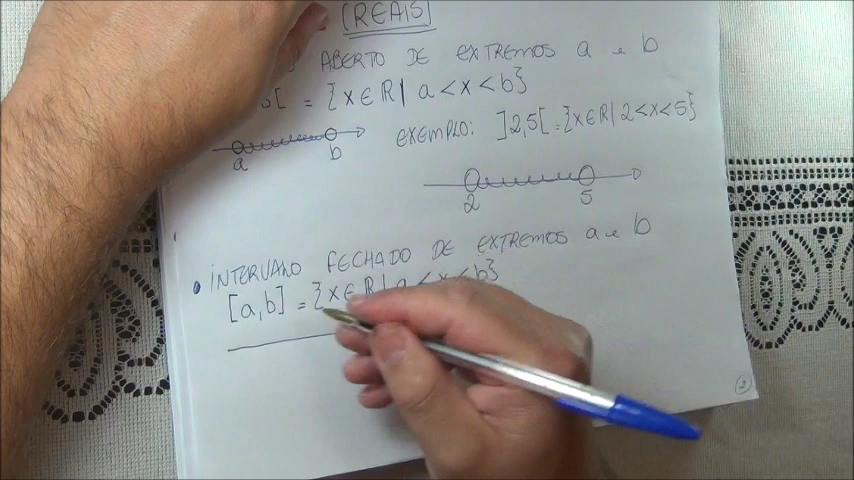 [REAIS]
ABERTO DE EXTREMOS a e b
[ = {x∈ℝ | a<x<b}
a b
EXEMPLO: ]2,5[ = {x∈ℝ | 2<x<5}
2 5
• INTERVALO FECHADO DE EXTREMOS a e b
[a,b] = {x∈ℝ | a<x<b}